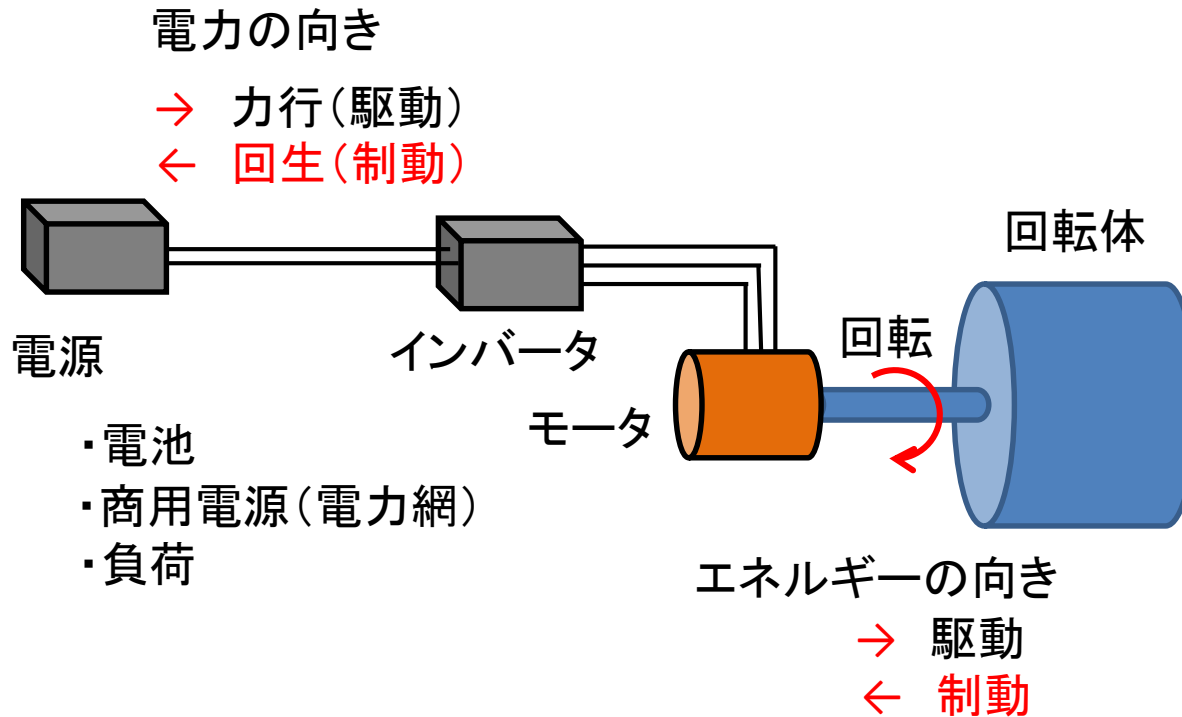 電力の向き
→ 力行（駆動）
← 回生（制動）
回転体
電源
インバータ
回転
モータ
・電池
・商用電源（電力網）
・負荷
エネルギーの向き
→ 駆動
← 制動